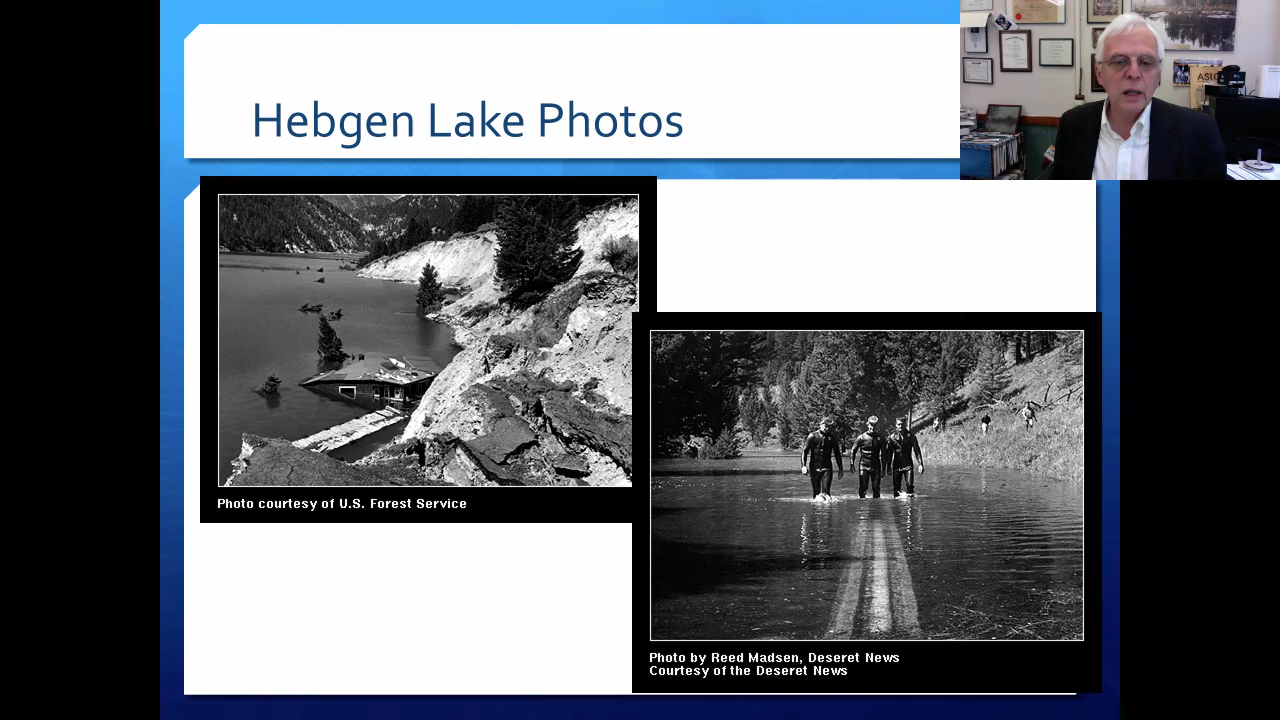 Hebgen Lake Photos
ASIC
Photo courtesy of U.S. Forest Service
Photo by Reed Madsen, Deseret News
Courtesy of the Deseret News